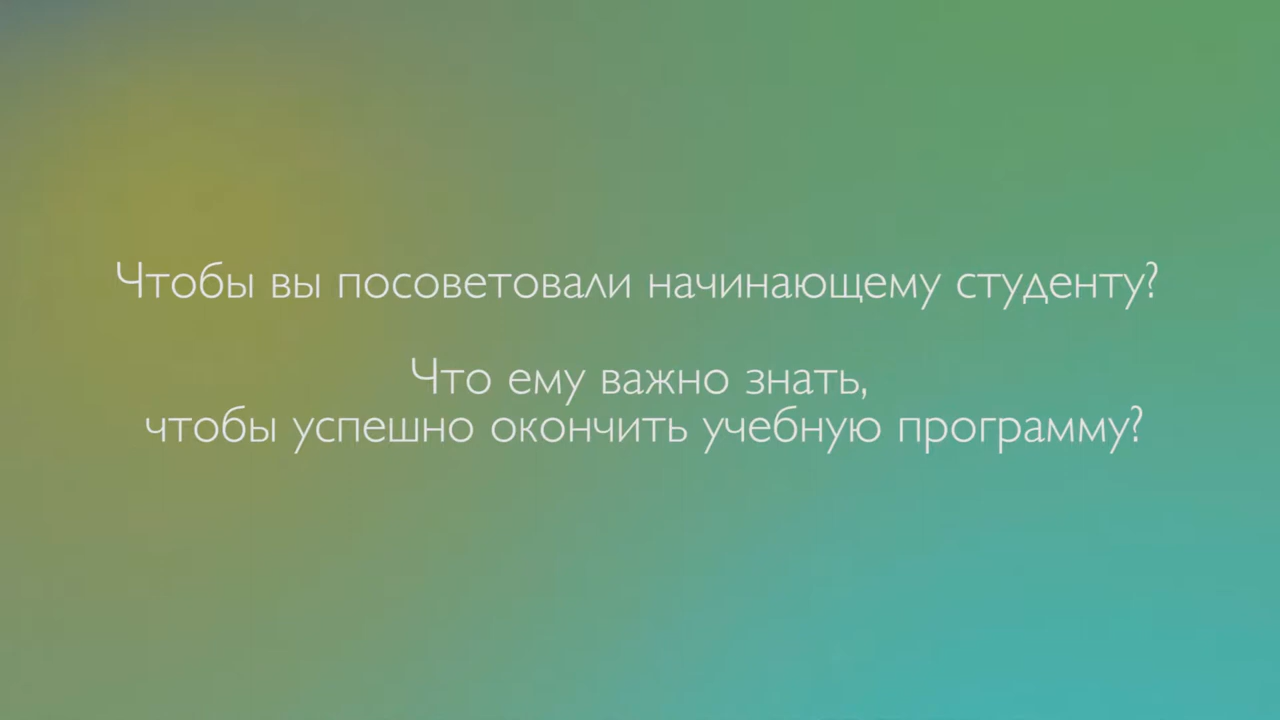 Чтобы вы посоветовали начинающему студенту?
Что ему важно знать,
чтобы успешно окончить учебную программу?